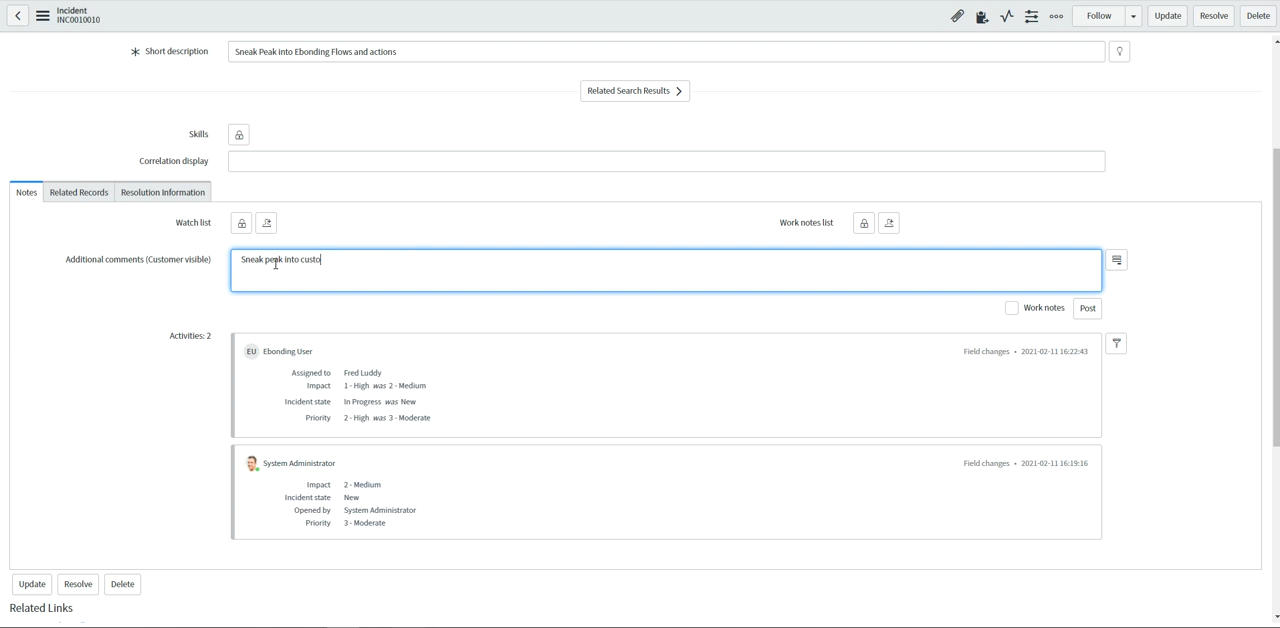 Incident
INC0010010
Follow
Update
Resolve
Delete
Short description
Sneak Peak into Ebonding Flows and actions
Related Search Results
Skills
Correlation display
Notes
Related Records
Resolution Information
Watch list
Work notes list
Additional comments (Customer visible)
Sneak peak into custo
Work notes
Post
Activities: 2
EU Ebonding User
Field changes • 2021-02-11 16:22:43
Assigned to Fred Luddy
Impact 1 - High was 2 - Medium
Incident state In Progress was New
Priority 2 - High was 3 - Moderate
System Administrator
Field changes • 2021-02-11 16:19:16
Impact 2 - Medium
Incident state New
Opened by System Administrator
Priority 3 - Moderate
Update
Resolve
Delete
Related Links